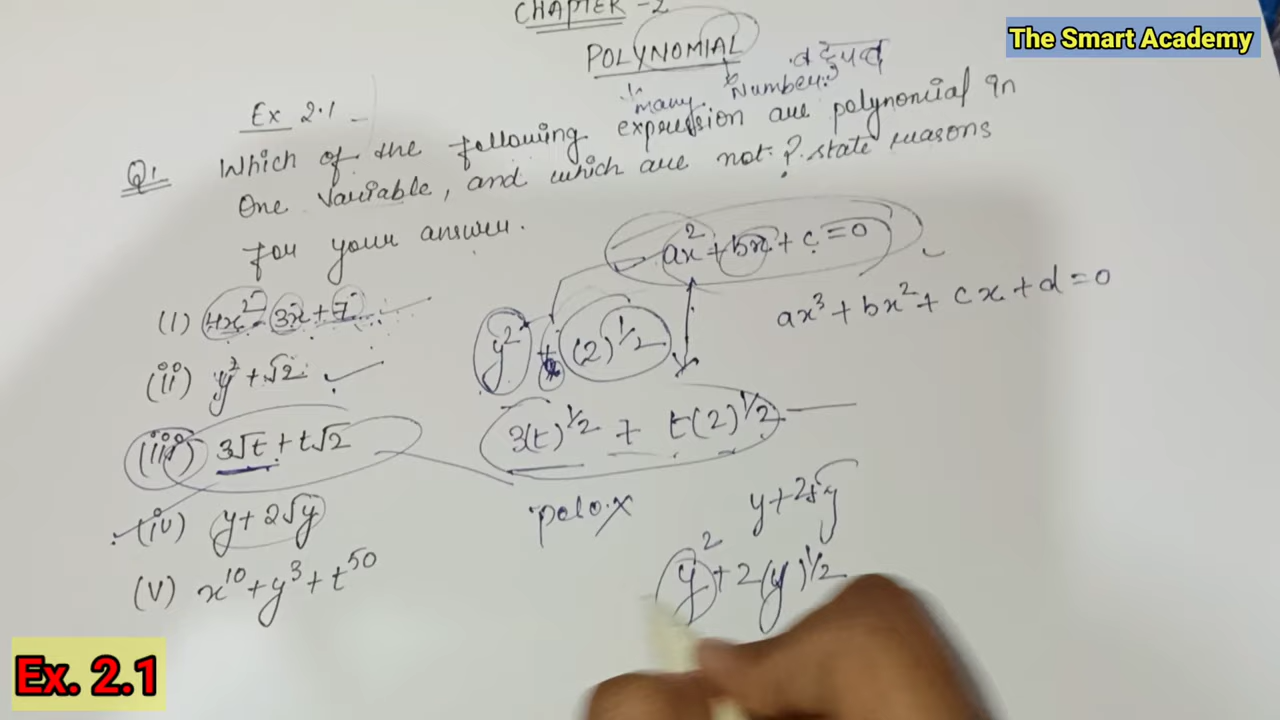 CHAPTER-2
The Smart Academy
POLYNOMIAL
many Number
Ex 2.1
Q1 Which of the following expression are polynomial in
One variable, and which are not? state reasons
for your answer.
ax² + bx + c = 0
(i) 4x² - 3x + 7
ax³ + bx² + cx + d = 0
(ii) y² + √2
y² + (2)^1/2
(iii) 3√t + t√2
3(t)^1/2 + t(2)^1/2
polo. x
y + 2√y
(iv) y + 2√y
y² + 2(y)^1/2
(v) x¹⁰ + y³ + t⁵⁰
Ex. 2.1